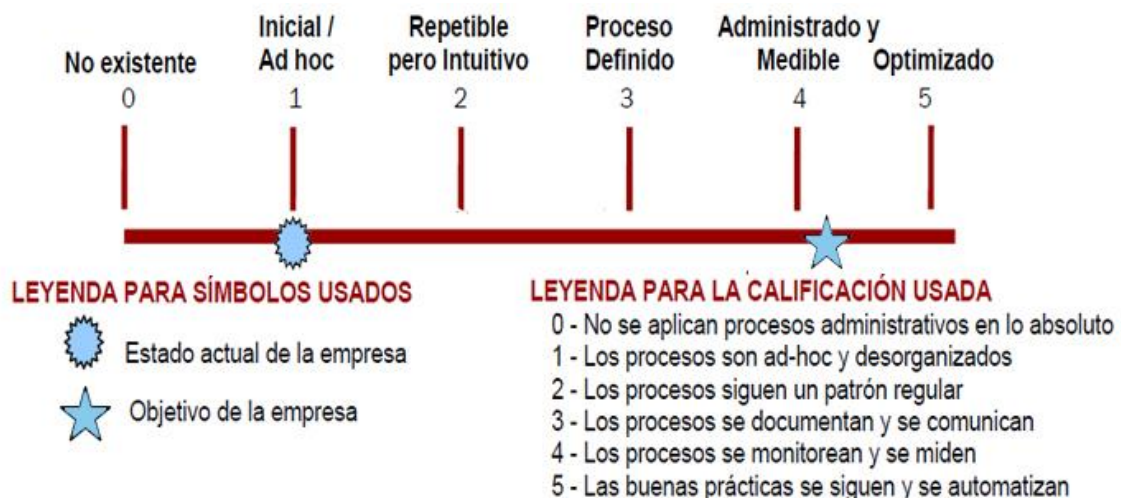 No existente
0
Inicial /
Ad hoc
1
Repetible
pero Intuitivo
2
Proceso
Definido
3
Administrado y
Medible
4
Optimizado
5
LEYENDA PARA SÍMBOLOS USADOS
Estado actual de la empresa
Objetivo de la empresa
LEYENDA PARA LA CALIFICACIÓN USADA
0 - No se aplican procesos administrativos en lo absoluto
1 - Los procesos son ad-hoc y desorganizados
2 - Los procesos siguen un patrón regular
3 - Los procesos se documentan y se comunican
4 - Los procesos se monitorean y se miden
5 - Las buenas prácticas se siguen y se automatizan